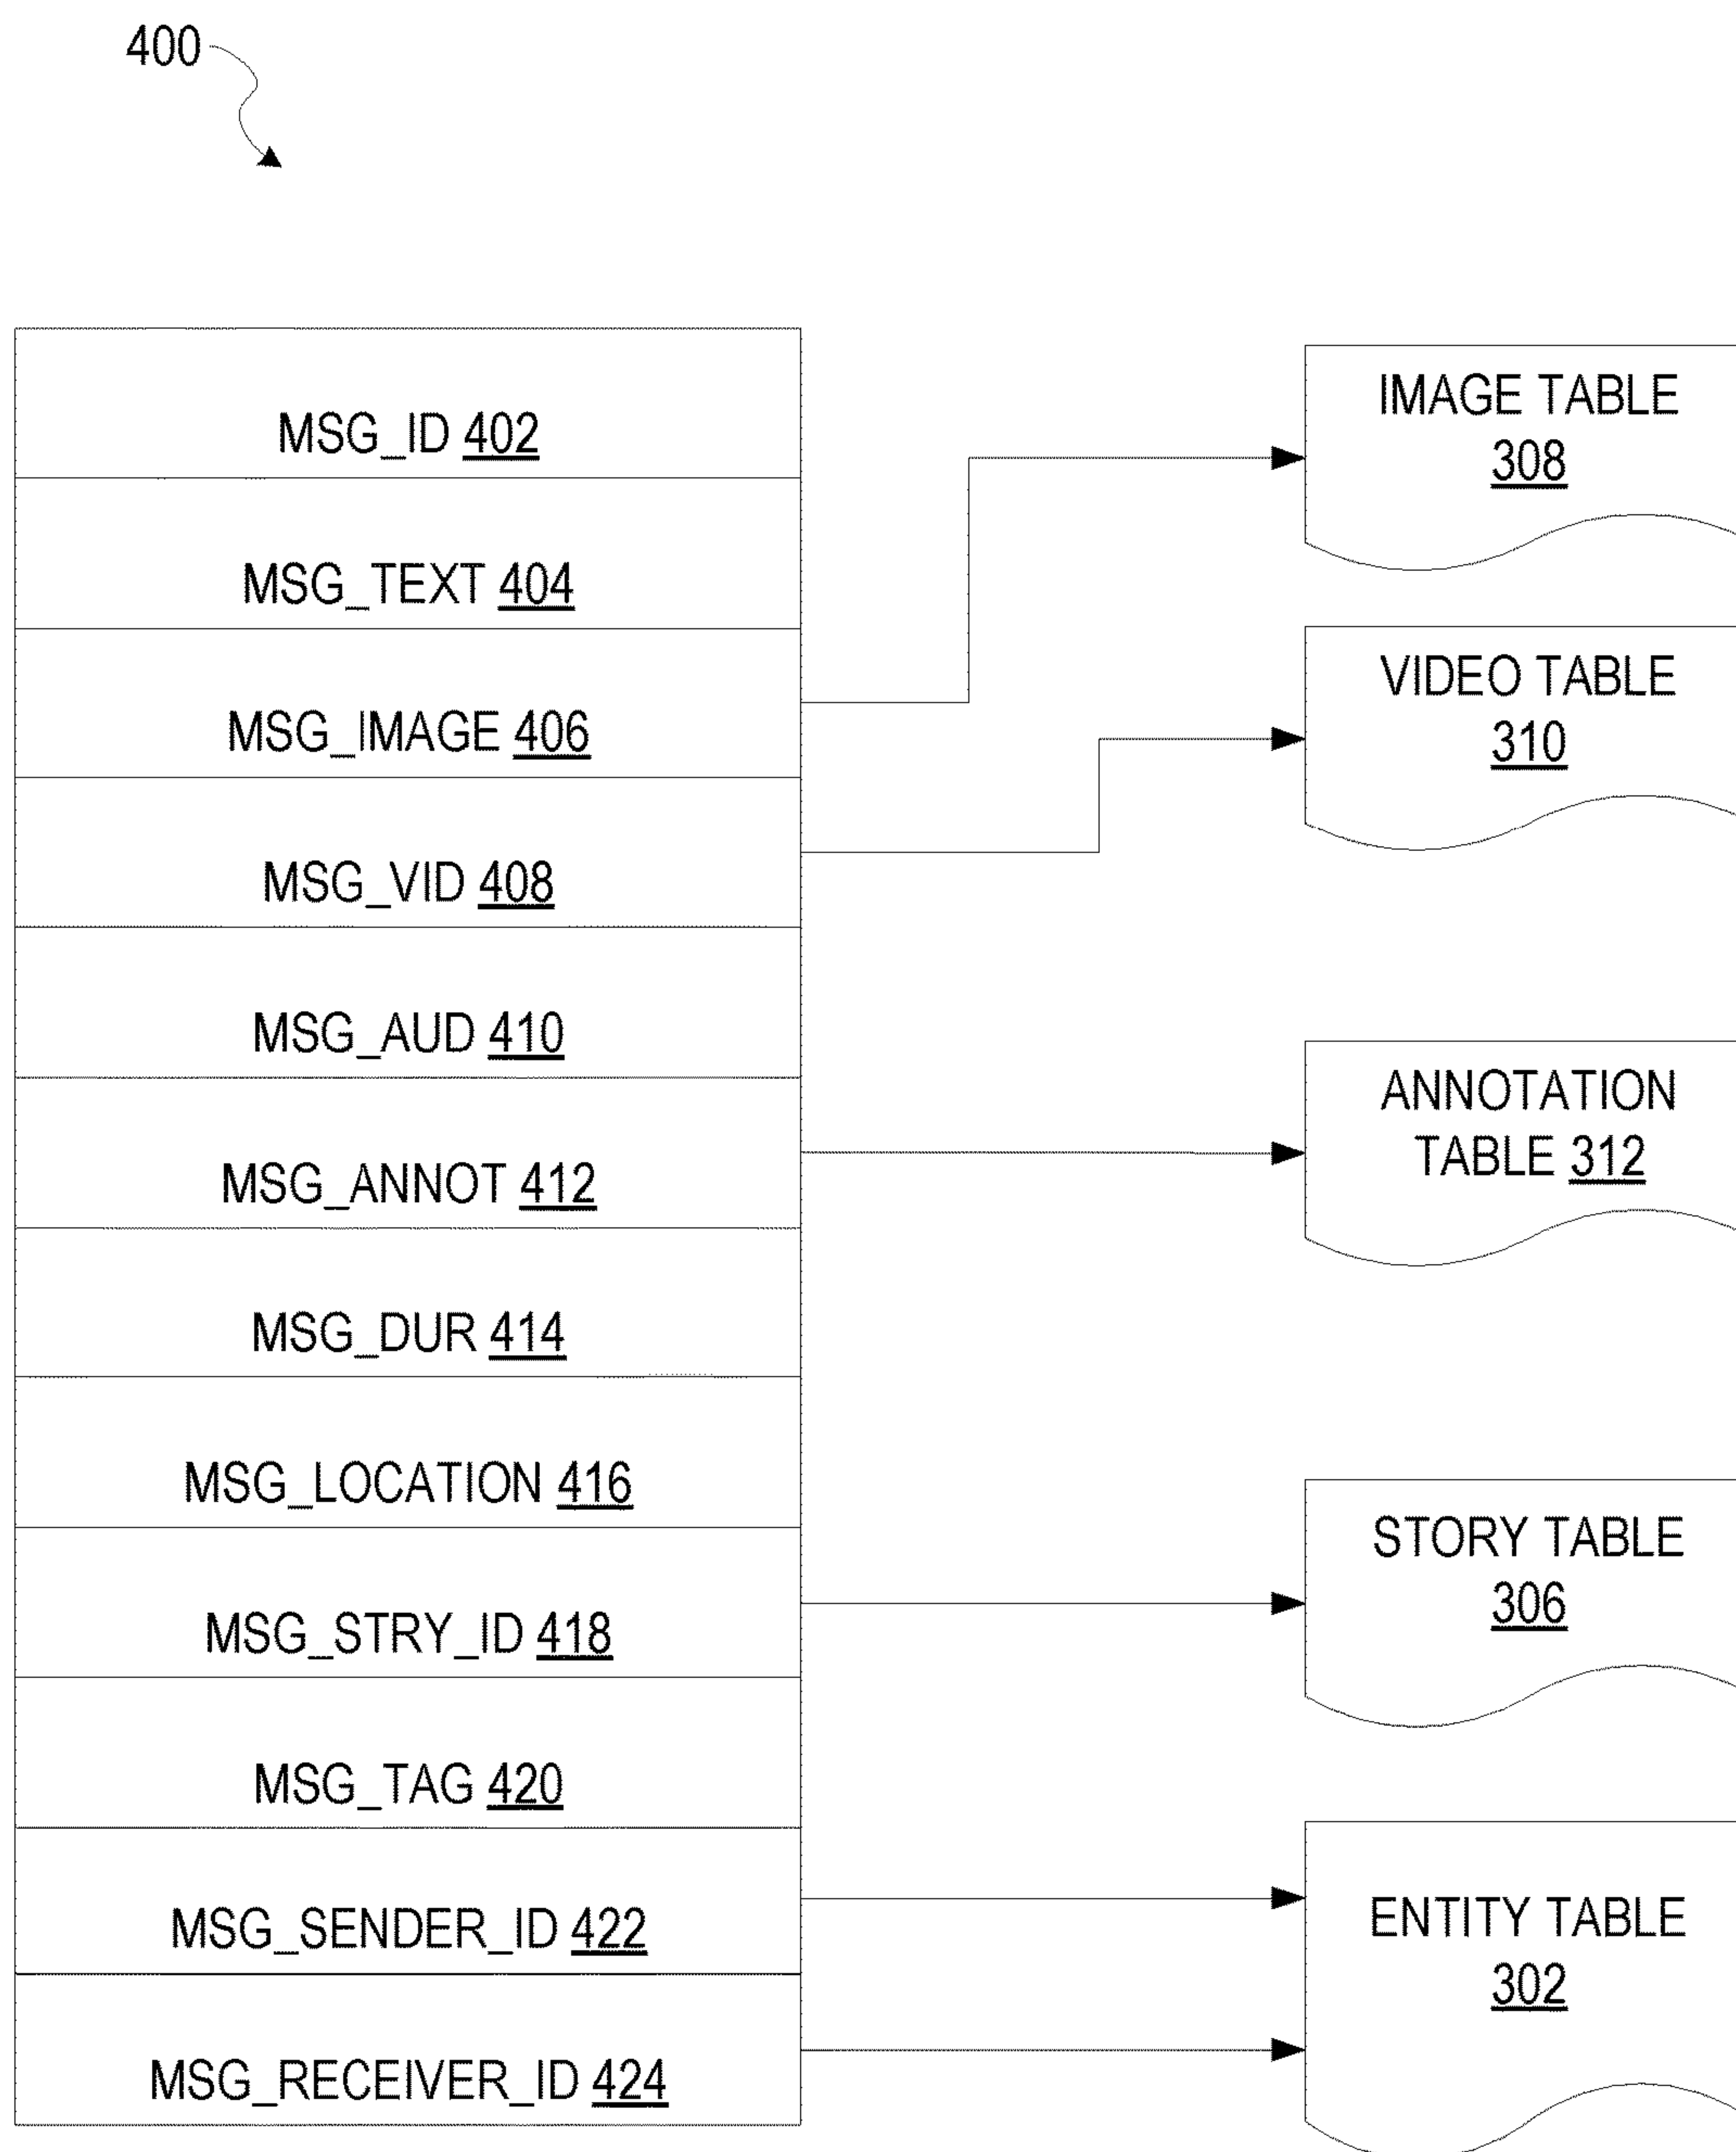 400
MSG_ID 402
MSG_TEXT 404
MSG_IMAGE 406
MSG_VID 408
MSG_AUD 410
MSG_ANNOT 412
MSG_DUR 414
MSG_LOCATION 416
MSG_STRY_ID 418
MSG_TAG 420
MSG_SENDER_ID 422
MSG_RECEIVER_ID 424
IMAGE TABLE
308
VIDEO TABLE
310
ANNOTATION
TABLE 312
STORY TABLE
306
ENTITY TABLE
302